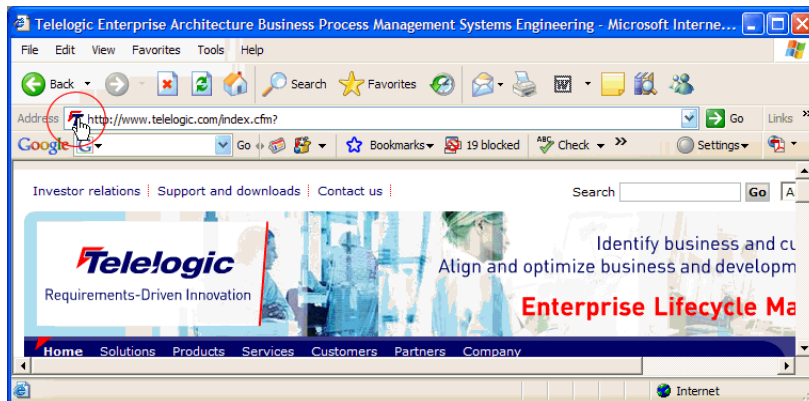 Telelogic Enterprise Architecture Business Process Management Systems Engineering - Microsoft Interne...
File Edit View Favorites Tools Help
Back Search Favorites
Address http://www.telelogic.com/index.cfm? Go Links »
Google G Go Bookmarks 19 blocked ABC Check » Settings
Investor relations Support and downloads Contact us Search Go A
Identify business and cu
Telelogic Align and optimize business and developm
Requirements-Driven Innovation
Enterprise Lifecycle Ma
Home Solutions Products Services Customers Partners Company
Internet